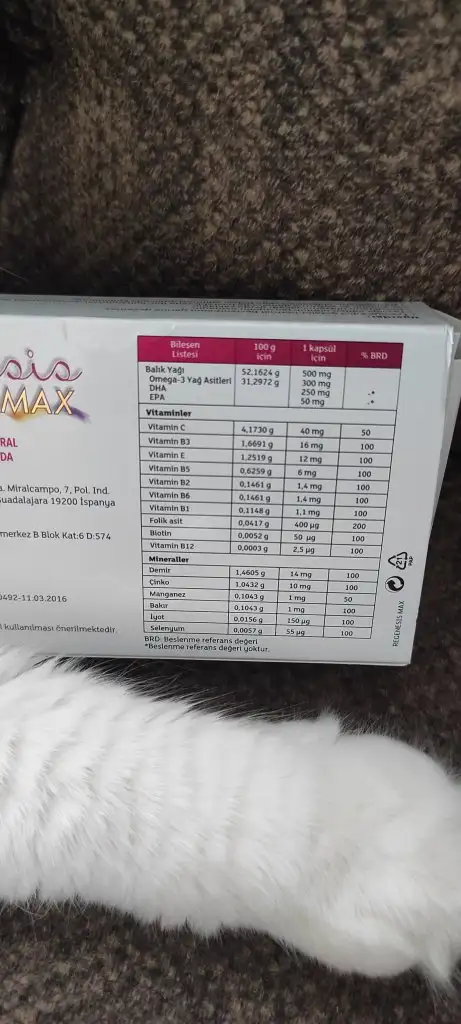 sis
MAX
RAL
DA
a. Miralcampo, 7, Pol. Ind.
Guadalajara 19200 İspanya
merkez B Blok Kat:6 D:574
0492-11.03.2016
l kullanılması önerilmektedir.
Bileşen Listesi 100 g için 1 kapsül için % BRD
Balık Yağı 52,1624 g 500 mg
Omega-3 Yağ Asitleri 31,2972 g 300 mg
DHA 250 mg -*
EPA 50 mg -*
Vitaminler
Vitamin C 4,1730 g 40 mg 50
Vitamin B3 1,6691 g 16 mg 100
Vitamin E 1,2519 g 12 mg 100
Vitamin B5 0,6259 g 6 mg 100
Vitamin B2 0,1461 g 1,4 mg 100
Vitamin B6 0,1461 g 1,4 mg 100
Vitamin B1 0,1148 g 1,1 mg 100
Folik asit 0,0417 g 400 µg 200
Biotin 0,0052 g 50 µg 100
Vitamin B12 0,0003 g 2,5 µg 100
Mineraller
Demir 1,4605 g 14 mg 100
Çinko 1,0432 g 10 mg 100
Manganez 0,1043 g 1 mg 50
Bakır 0,1043 g 1 mg 100
İyot 0,0156 g 150 µg 100
Selenyum 0,0057 g 55 µg 100
BRD: Beslenme referans değeri
*Beslenme referans değeri yoktur.
21
PAP
REGENESIS MAX